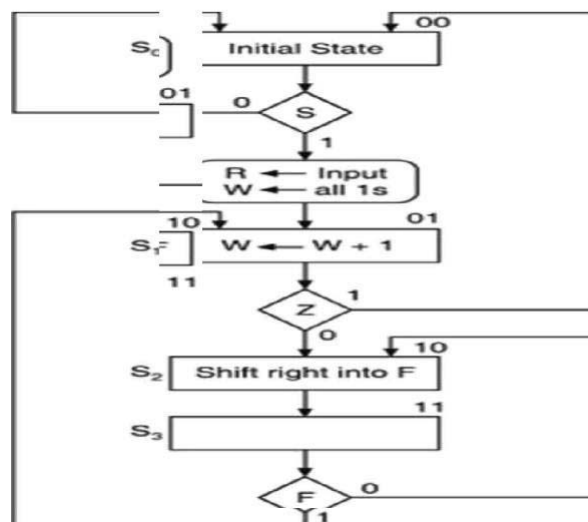 00
S₀ Initial State
01
0 S
1
R ← Input
W ← all 1s
10 01
S₁ W ← W + 1
11
Z 1
0
10
S₂ Shift right into F
11
S₃
F 0
1